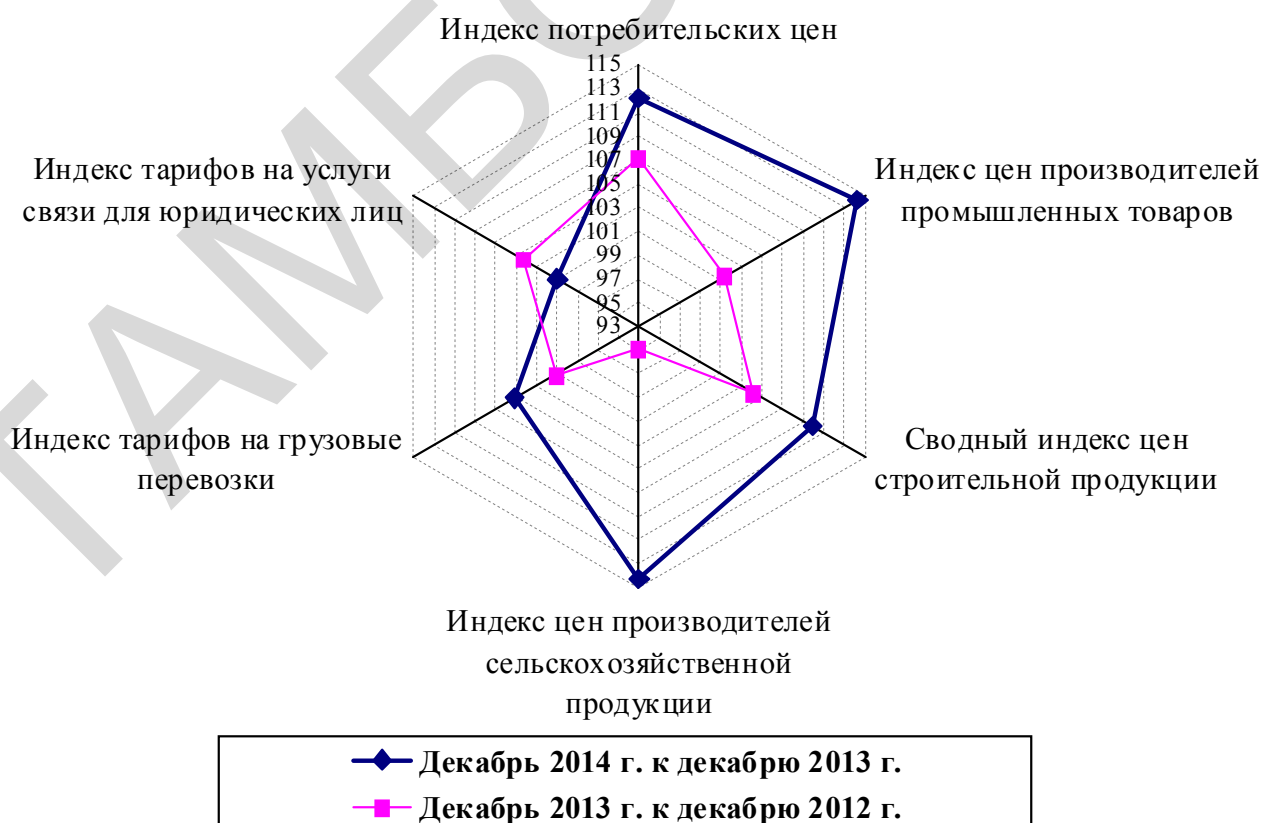 Индекс потребительских цен
115
113
111
109
107
105
103
101
99
97
95
93
Индекс тарифов на услуги
связи для юридических лиц
Индекс цен производителей
промышленных товаров
Индекс тарифов на грузовые
перевозки
Сводный индекс цен
строительной продукции
Индекс цен производителей
сельскохозяйственной
продукции
Декабрь 2014 г. к декабрю 2013 г.
Декабрь 2013 г. к декабрю 2012 г.